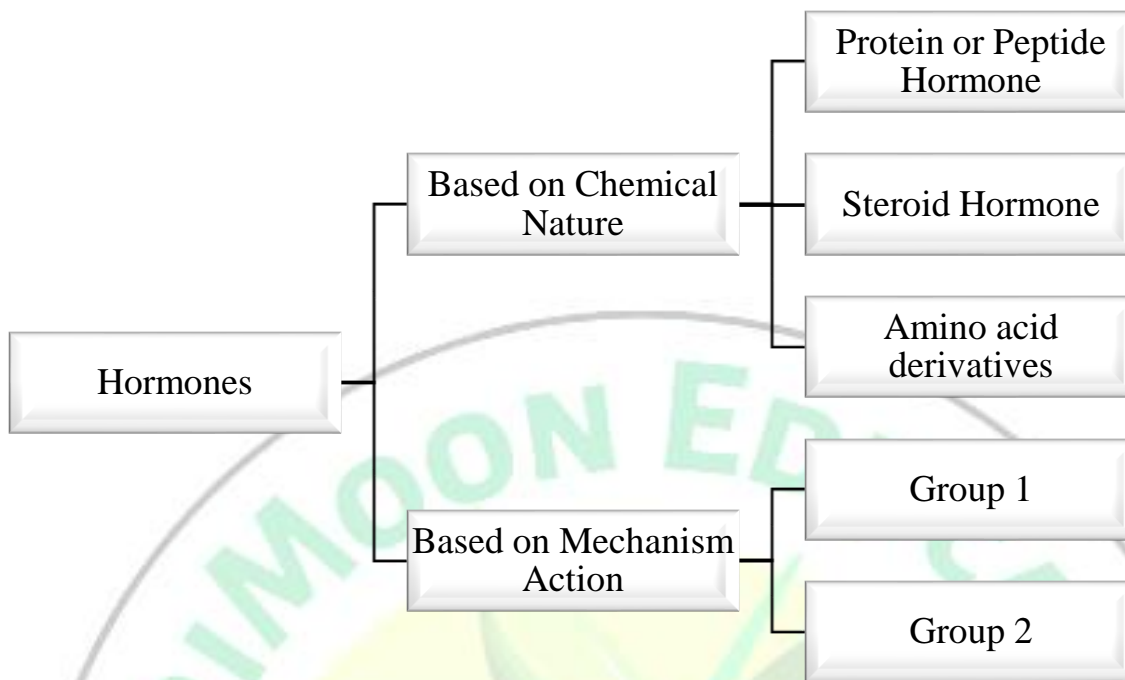 Hormones
Based on Chemical
Nature
Protein or Peptide
Hormone
Steroid Hormone
Amino acid
derivatives
Based on Mechanism
Action
Group 1
Group 2